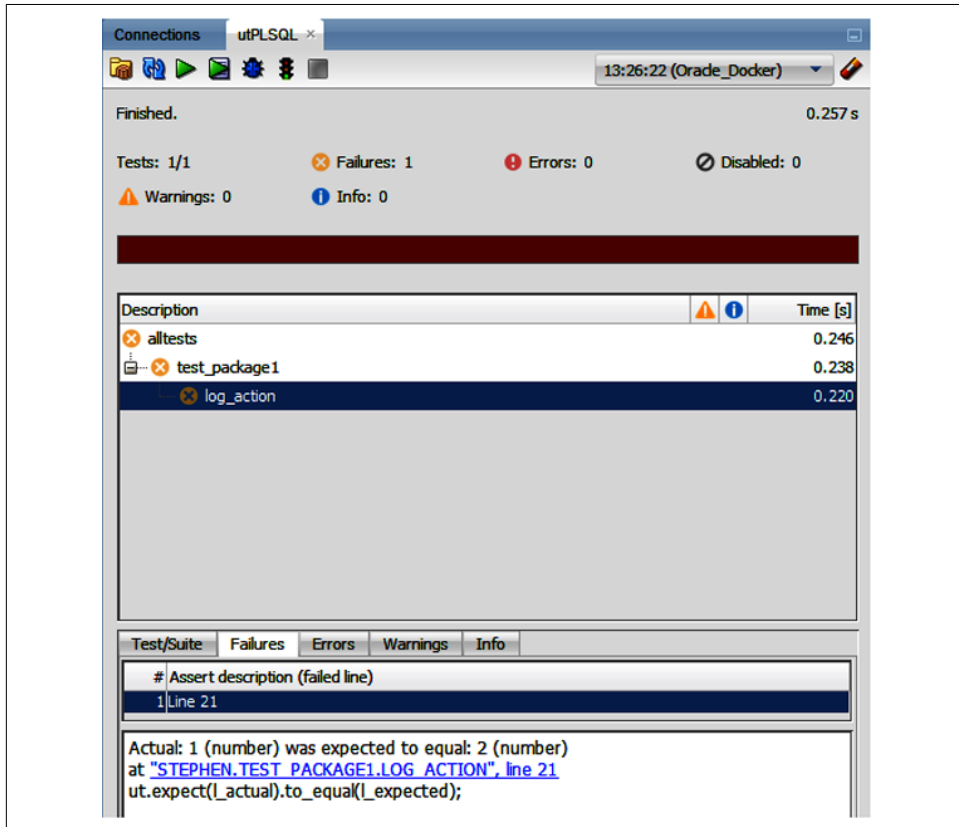 Connections utPLSQL ×
13:26:22 (Oracle_Docker)
Finished. 0.257 s
Tests: 1/1 Failures: 1 Errors: 0 Disabled: 0
Warnings: 0 Info: 0
Description Time [s]
alltests 0.246
test_package1 0.238
log_action 0.220
Test/Suite Failures Errors Warnings Info
# Assert description (failed line)
1 Line 21
Actual: 1 (number) was expected to equal: 2 (number)
at "STEPHEN.TEST_PACKAGE1.LOG_ACTION", line 21
ut.expect(l_actual).to_equal(l_expected);